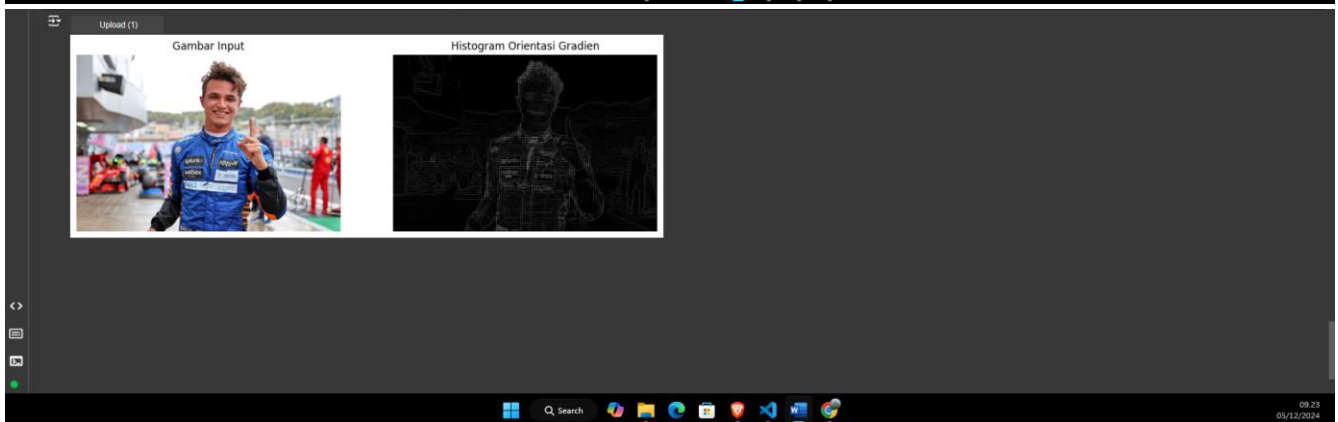 Upload (1)
Gambar Input
Histogram Orientasi Gradien
Search
09.23
05/12/2024